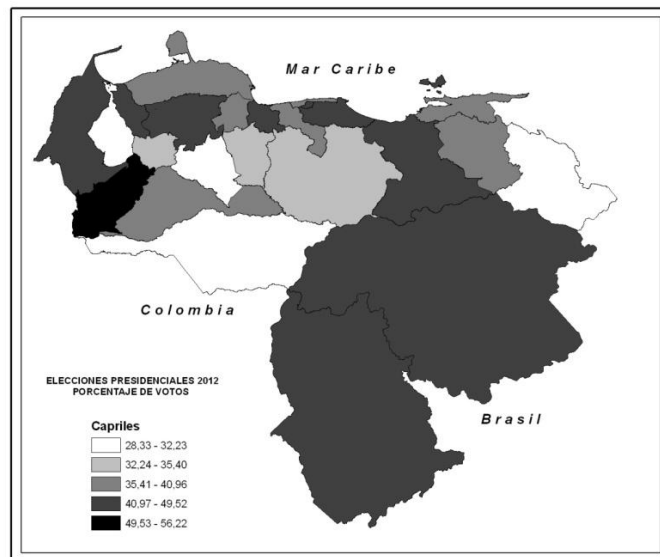 Mar Caribe
Colombia
Brasil
ELECCIONES PRESIDENCIALES 2012
PORCENTAJE DE VOTOS
Capriles
28,33 - 32,23
32,24 - 35,40
35,41 - 40,96
40,97 - 49,52
49,53 - 56,22